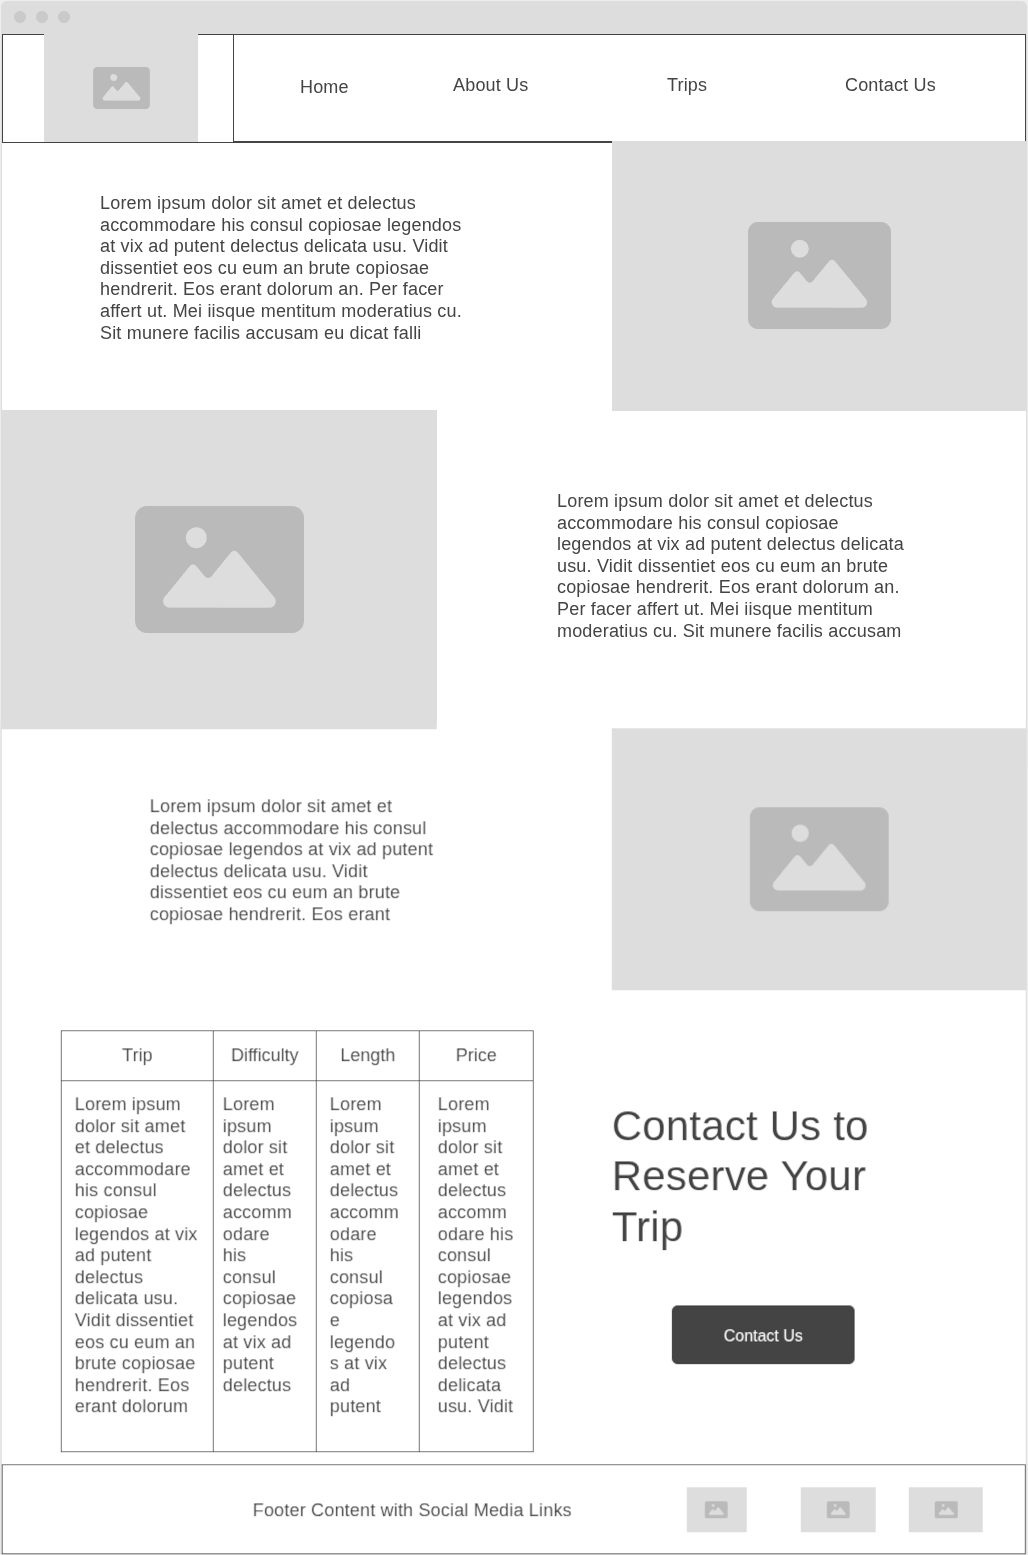 Home
About Us
Trips
Contact Us
Lorem ipsum dolor sit amet et delectus
accommodare his consul copiosae legendos
at vix ad putent delectus delicata usu. Vidit
dissentiet eos cu eum an brute copiosae
hendrerit. Eos erant dolorum an. Per facer
affert ut. Mei iisque mentitum moderatius cu.
Sit munere facilis accusam eu dicat falli
Lorem ipsum dolor sit amet et delectus
accommodare his consul copiosae
legendos at vix ad putent delectus delicata
usu. Vidit dissentiet eos cu eum an brute
copiosae hendrerit. Eos erant dolorum an.
Per facer affert ut. Mei iisque mentitum
moderatius cu. Sit munere facilis accusam
Lorem ipsum dolor sit amet et
delectus accommodare his consul
copiosae legendos at vix ad putent
delectus delicata usu. Vidit
dissentiet eos cu eum an brute
copiosae hendrerit. Eos erant
Trip
Difficulty
Length
Price
Lorem ipsum
dolor sit amet
et delectus
accommodare
his consul
copiosae
legendos at vix
ad putent
delectus
delicata usu.
Vidit dissentiet
eos cu eum an
brute copiosae
hendrerit. Eos
erant dolorum
Lorem
ipsum
dolor sit
amet et
delectus
accomm
odare
his
consul
copiosae
legendos
at vix ad
putent
delectus
Lorem
ipsum
dolor sit
amet et
delectus
accomm
odare
his
consul
copiosa
e
legendo
s at vix
ad
putent
Lorem
ipsum
dolor sit
amet et
delectus
accomm
odare his
consul
copiosae
legendos
at vix ad
putent
delectus
delicata
usu. Vidit
Contact Us to
Reserve Your
Trip
Contact Us
Footer Content with Social Media Links